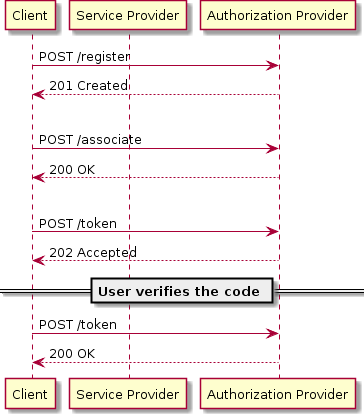 Client Service Provider Authorization Provider
POST /register
201 Created
POST /associate
200 OK
POST /token
202 Accepted
User verifies the code
POST /token
200 OK
Client Service Provider Authorization Provider